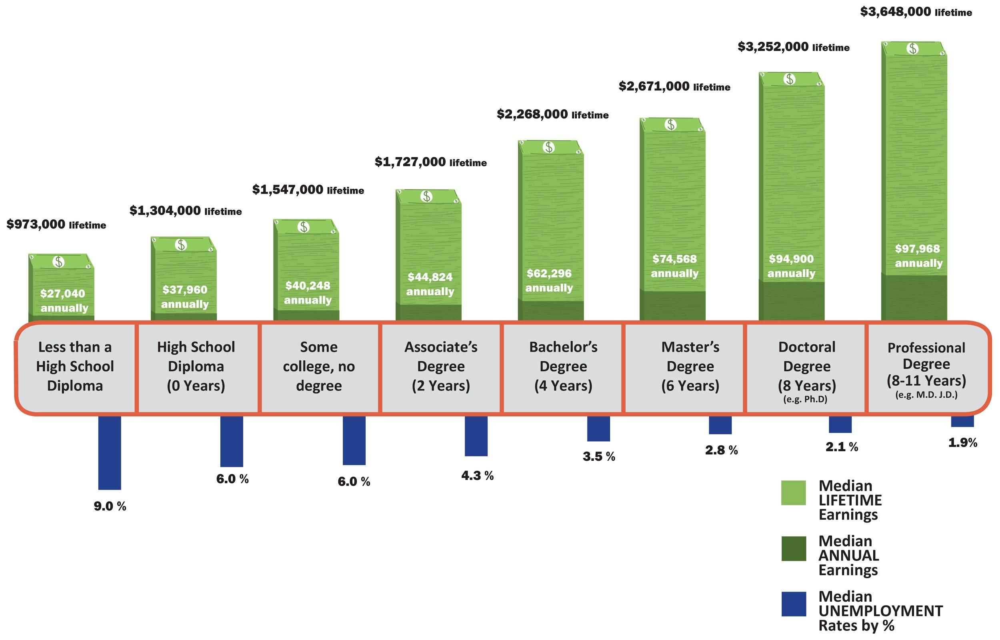 $3,648,000 lifetime
$3,252,000 lifetime
$2,671,000 lifetime
$2,268,000 lifetime
$1,727,000 lifetime
$1,547,000 lifetime
$1,304,000 lifetime
$973,000 lifetime
$27,040
annually
$37,960
annually
$40,248
annually
$44,824
annually
$62,296
annually
$74,568
annually
$94,900
annually
$97,968
annually
Less than a
High School
Diploma
High School
Diploma
(0 Years)
Some
college, no
degree
Associate’s
Degree
(2 Years)
Bachelor’s
Degree
(4 Years)
Master’s
Degree
(6 Years)
Doctoral
Degree
(8 Years)
(e.g. Ph.D)
Professional
Degree
(8-11 Years)
(e.g. M.D. J.D.)
9.0 %
6.0 %
6.0 %
4.3 %
3.5 %
2.8 %
2.1 %
1.9%
Median
LIFETIME
Earnings
Median
ANNUAL
Earnings
Median
UNEMPLOYMENT
Rates by %